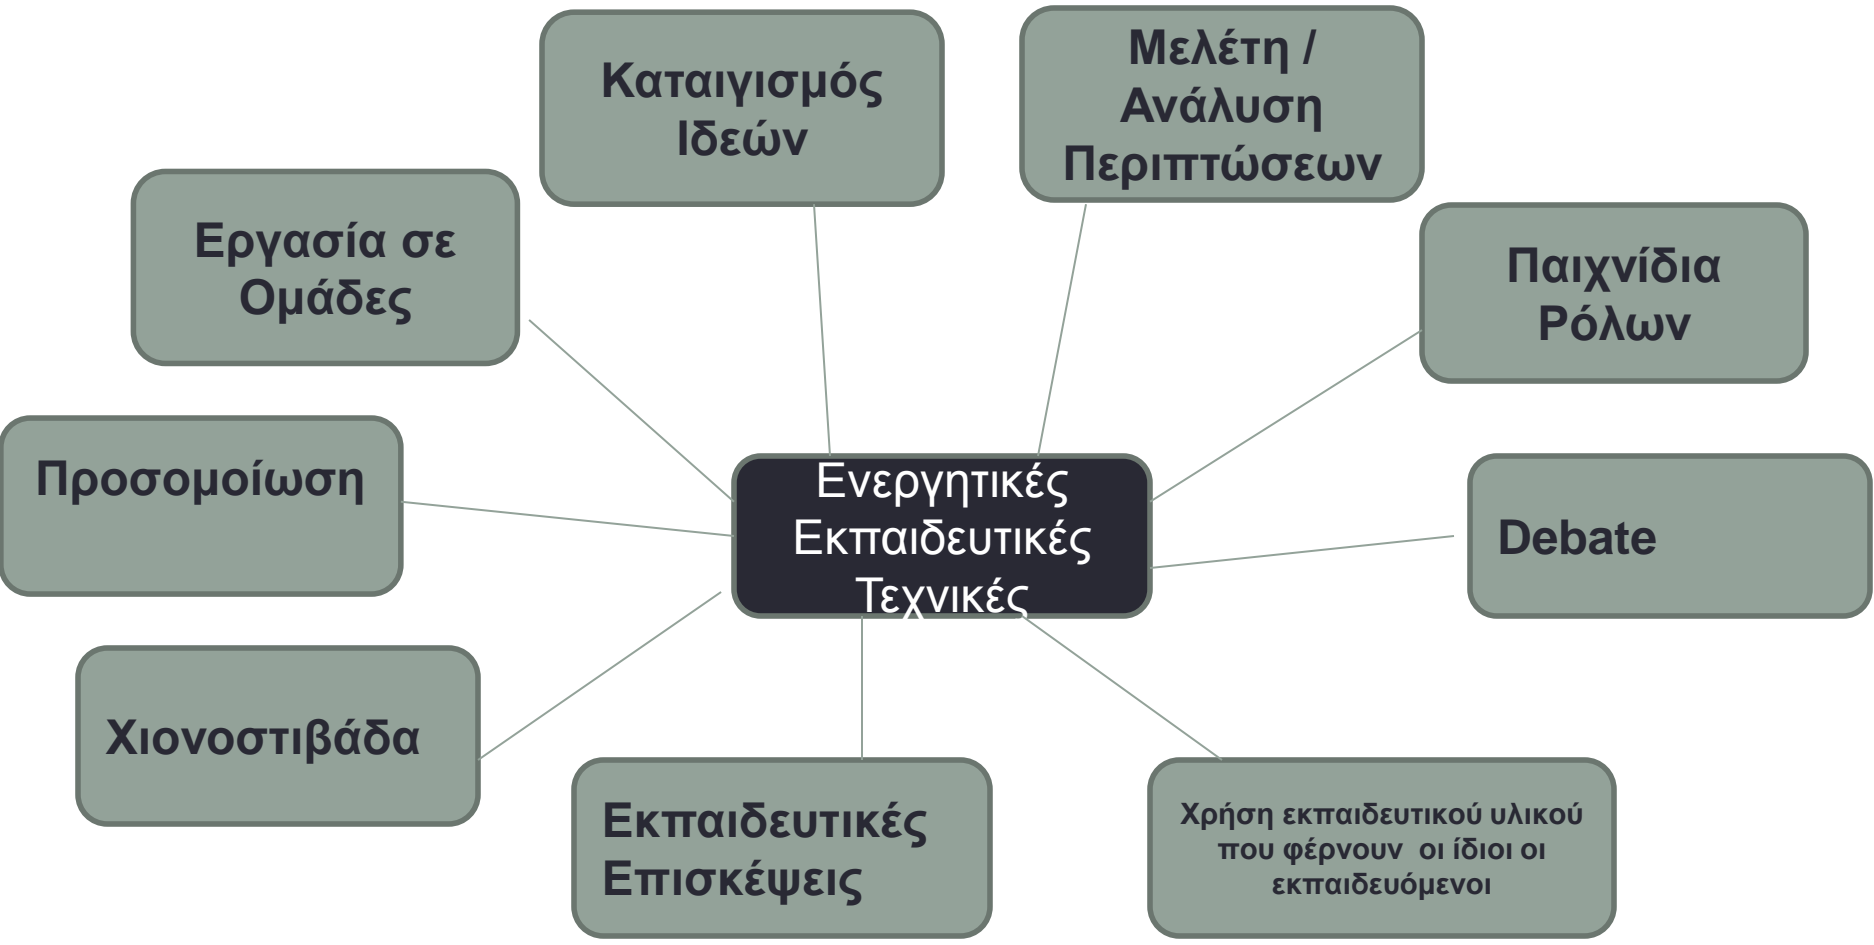 Καταιγισμός
Ιδεών
Μελέτη /
Ανάλυση
Περιπτώσεων
Εργασία σε
Ομάδες
Παιχνίδια
Ρόλων
Προσομοίωση
Ενεργητικές
Εκπαιδευτικές
Τεχνικές
Debate
Χιονοστιβάδα
Εκπαιδευτικές
Επισκέψεις
Χρήση εκπαιδευτικού υλικού
που φέρνουν οι ίδιοι οι
εκπαιδευόμενοι